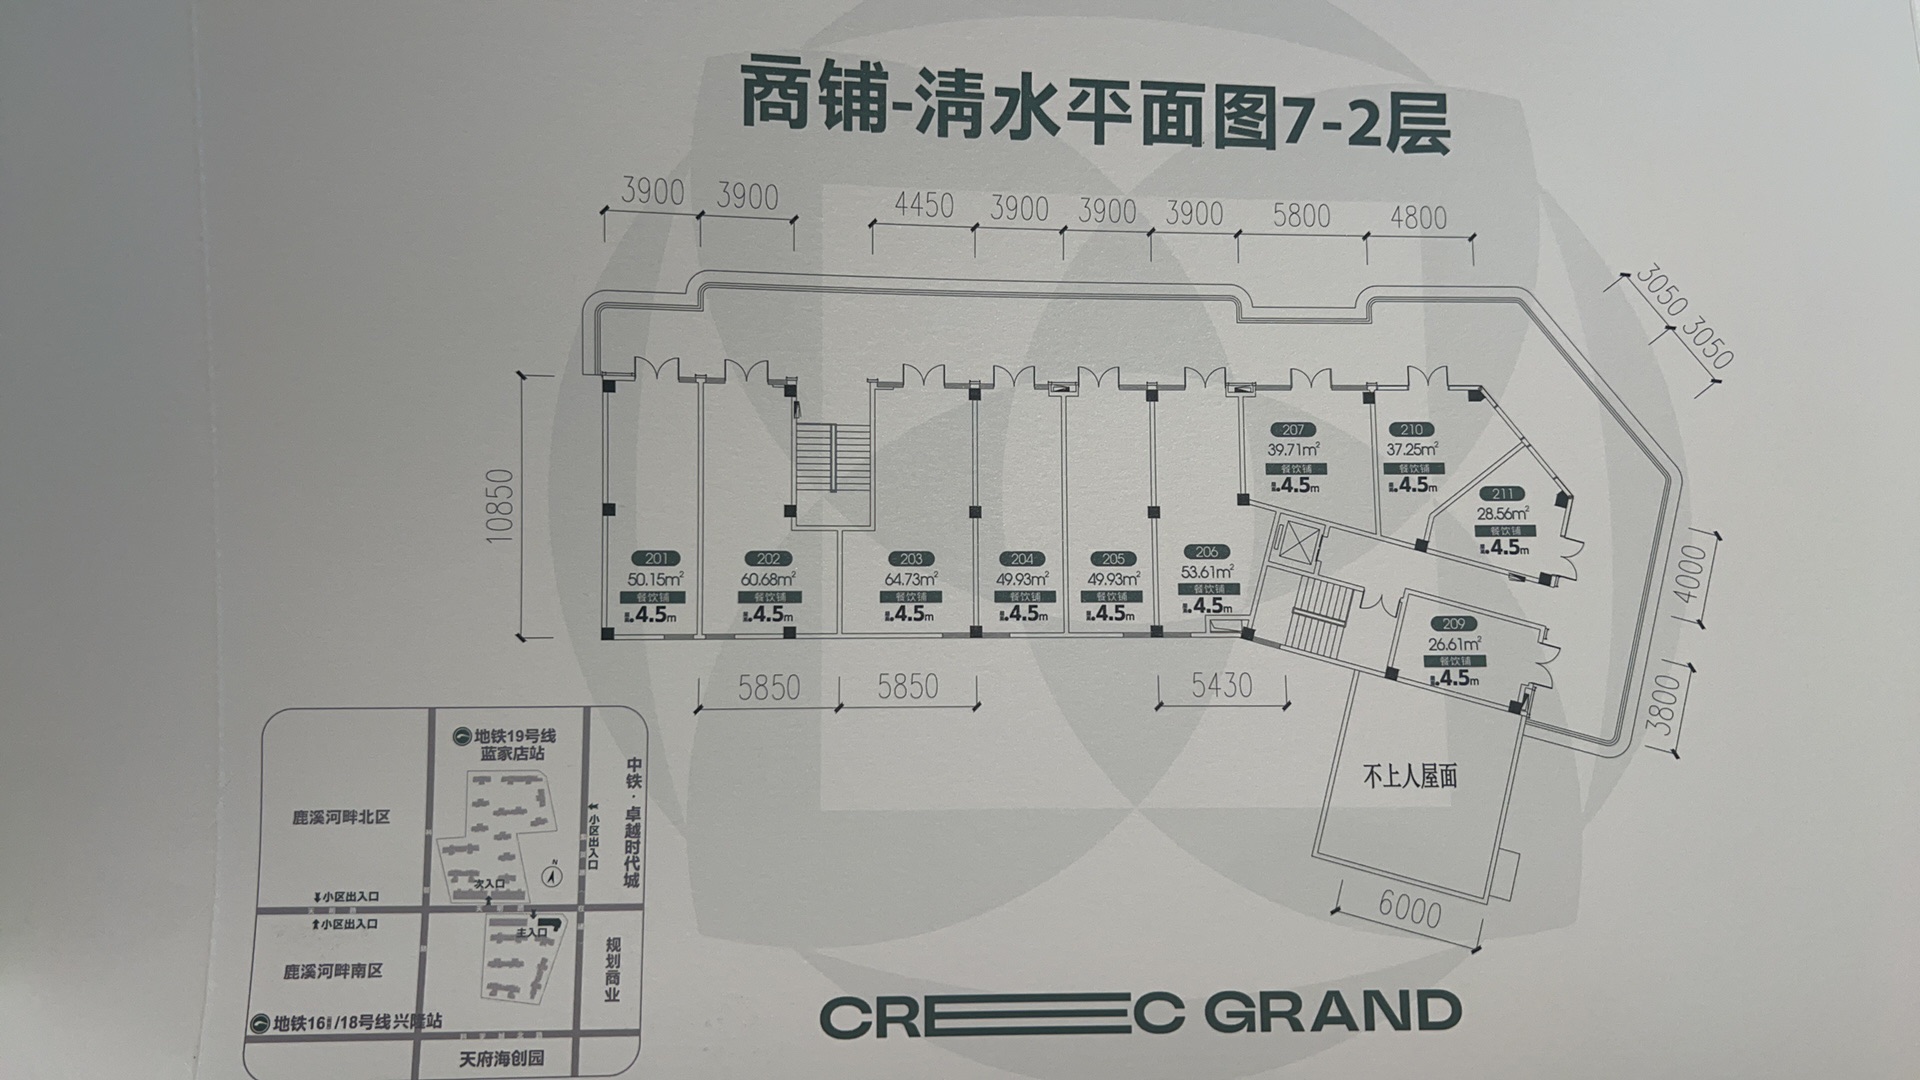 商铺-清水平面图7-2层
3900
3900
4450
3900
3900
3900
5800
4800
3050
3050
10850
201
50.15m²
餐饮铺
4.5m
202
60.68m²
餐饮铺
4.5m
203
64.73m²
餐饮铺
4.5m
204
49.93m²
餐饮铺
4.5m
205
49.93m²
餐饮铺
4.5m
206
53.61m²
餐饮铺
4.5m
207
39.71m²
餐饮铺
4.5m
210
37.25m²
餐饮铺
4.5m
211
28.56m²
餐饮铺
4.5m
209
26.61m²
餐饮铺
4.5m
4000
3800
5850
5850
5430
不上人屋面
6000
地铁19号线
蓝家店站
中铁·卓越时代城
鹿溪河畔北区
小区出入口
N
次入口
小区出入口
小区出入口
主入口
鹿溪河畔南区
规划商业
地铁16/18号线兴隆站
天府海创园
CREEC GRAND